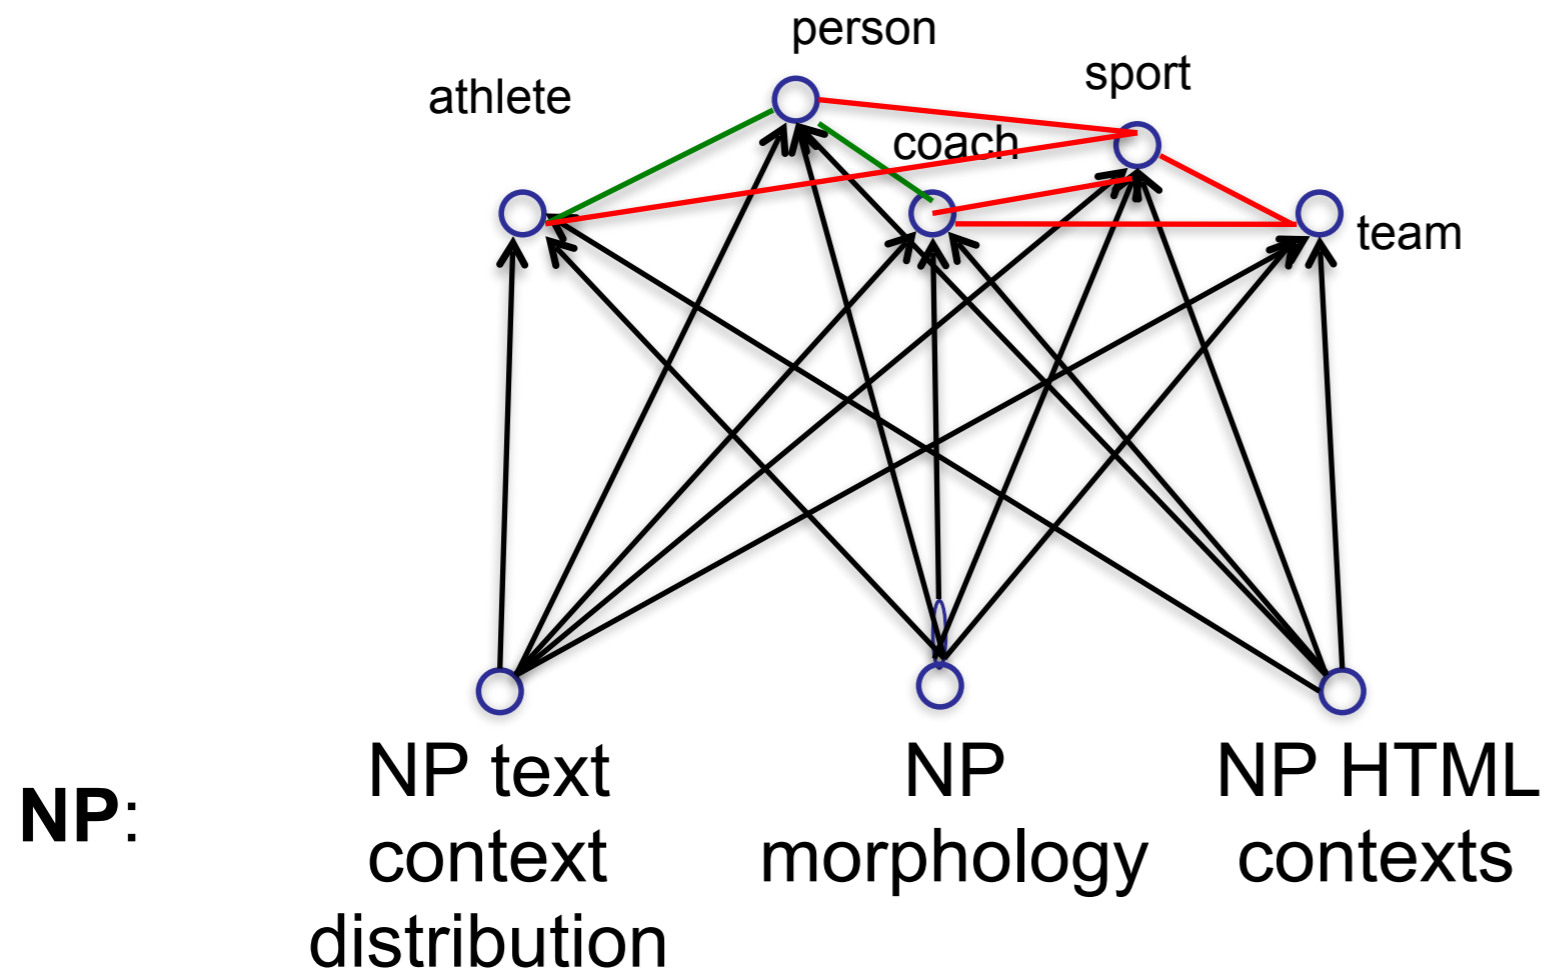 person
sport
athlete
coach
team
NP text
context
distribution
NP
morphology
NP HTML
contexts
NP: